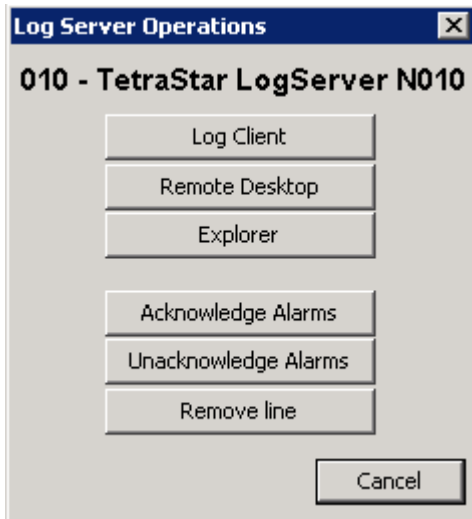 Log Server Operations
010 - TetraStar LogServer N010
Log Client
Remote Desktop
Explorer
Acknowledge Alarms
Unacknowledge Alarms
Remove line
Cancel